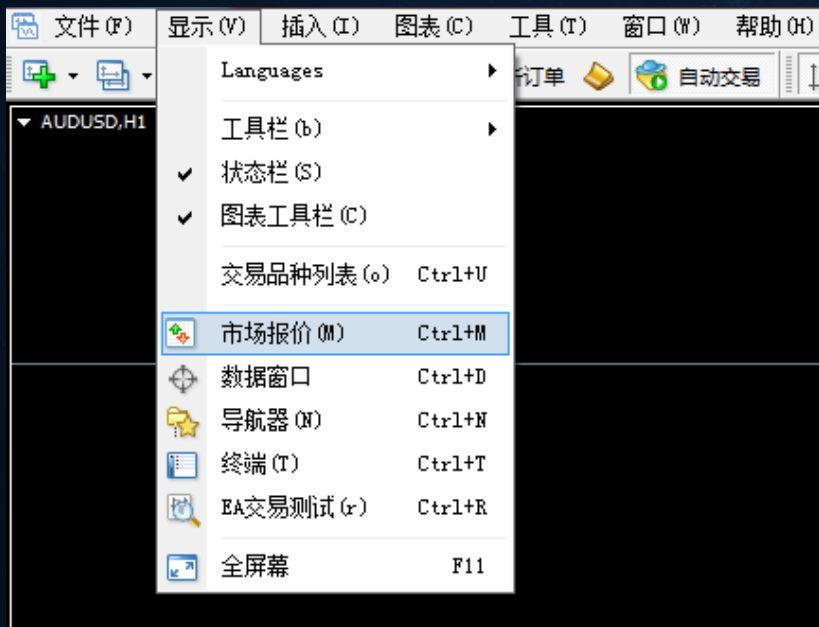 文件(F) 显示(V) 插入(I) 图表(C) 工具(T) 窗口(W) 帮助(H)
Languages
订单 自动交易
AUDUSD,H1
工具栏(b)
状态栏(S)
图表工具栏(C)
交易品种列表(o) Ctrl+U
市场报价(M) Ctrl+M
数据窗口 Ctrl+D
导航器(N) Ctrl+N
终端(T) Ctrl+T
EA交易测试(r) Ctrl+R
全屏幕 F11